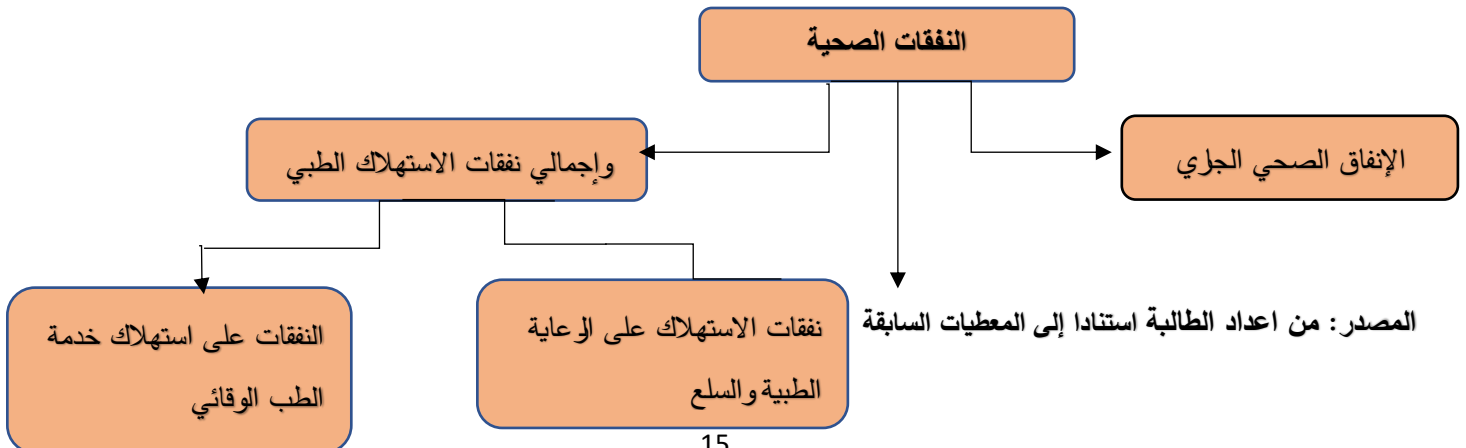 النفقات الصحية
الإنفاق الصحي الجاري
وإجمالي نفقات الاستهلاك الطبي
نفقات الاستهلاك على الرعاية
الطبية والسلع
النفقات على استهلاك خدمة
الطب الوقائي
المصدر: من اعداد الطالبة استنادا إلى المعطيات السابقة
15